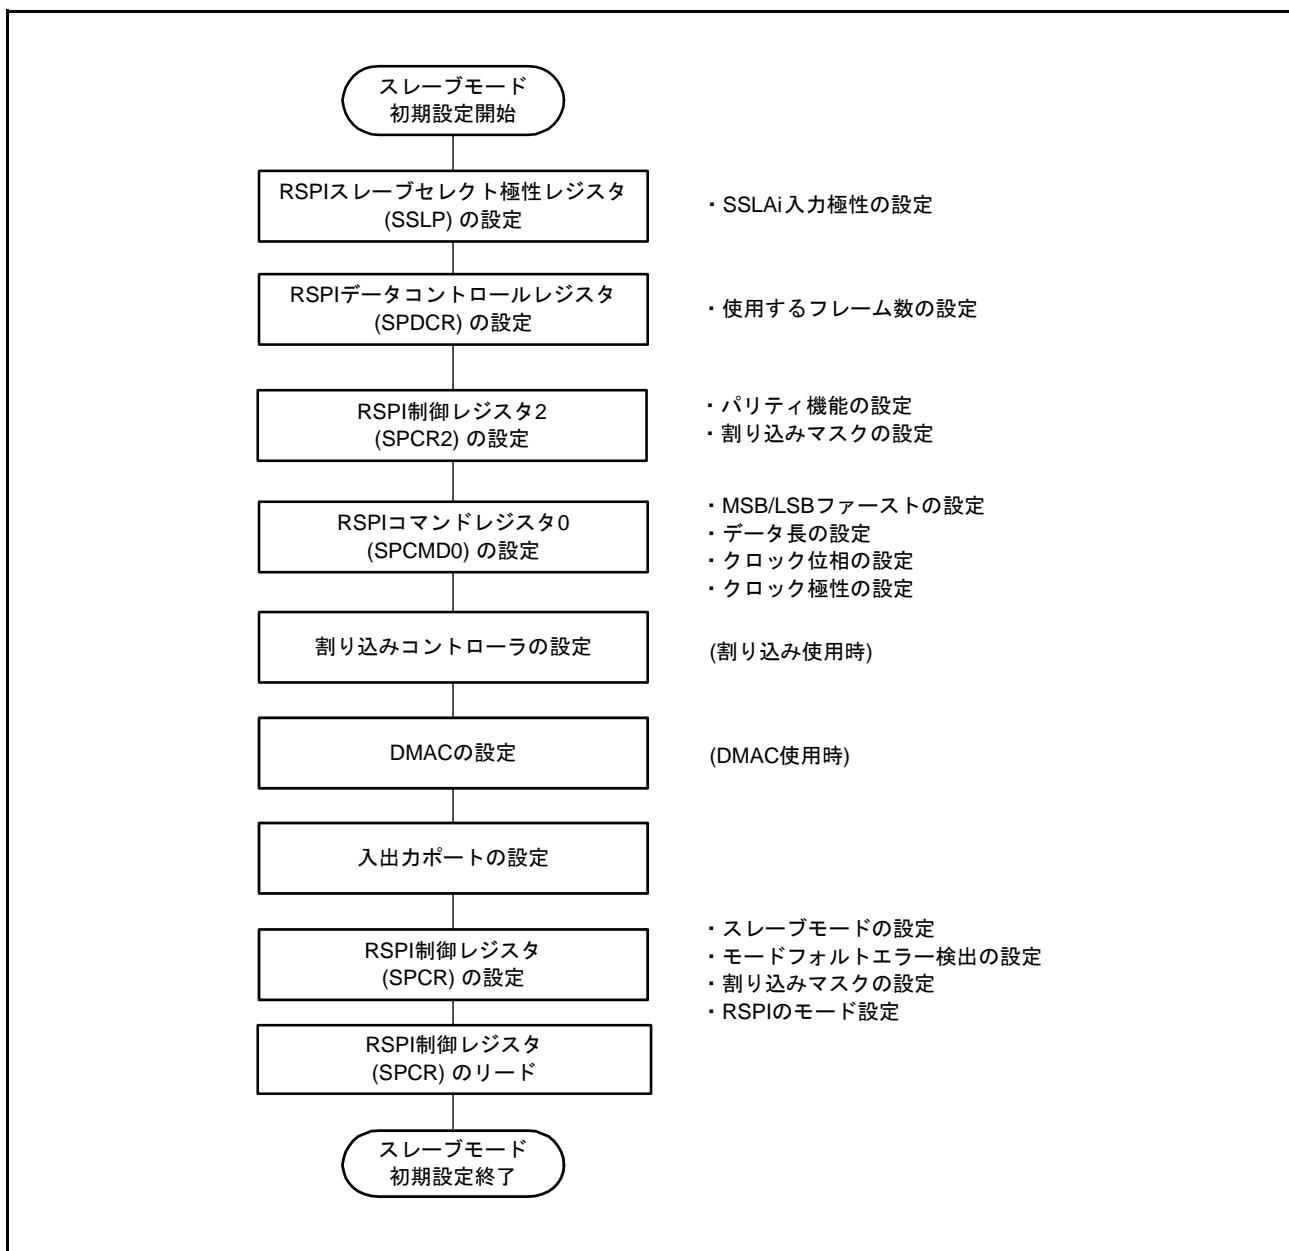 スレーブモード
初期設定開始
RSPIスレーブセレクト極性レジスタ
(SSLP) の設定
・SSLAi入力極性の設定
RSPIデータコントロールレジスタ
(SPDCR) の設定
・使用するフレーム数の設定
RSPI制御レジスタ2
(SPCR2) の設定
・パリティ機能の設定
・割り込みマスクの設定
RSPIコマンドレジスタ0
(SPCMD0) の設定
・MSB/LSBファーストの設定
・データ長の設定
・クロック位相の設定
・クロック極性の設定
割り込みコントローラの設定
(割り込み使用時)
DMACの設定
(DMAC使用時)
入出力ポートの設定
RSPI制御レジスタ
(SPCR) の設定
・スレーブモードの設定
・モードフォルトエラー検出の設定
・割り込みマスクの設定
・RSPIのモード設定
RSPI制御レジスタ
(SPCR) のリード
スレーブモード
初期設定終了